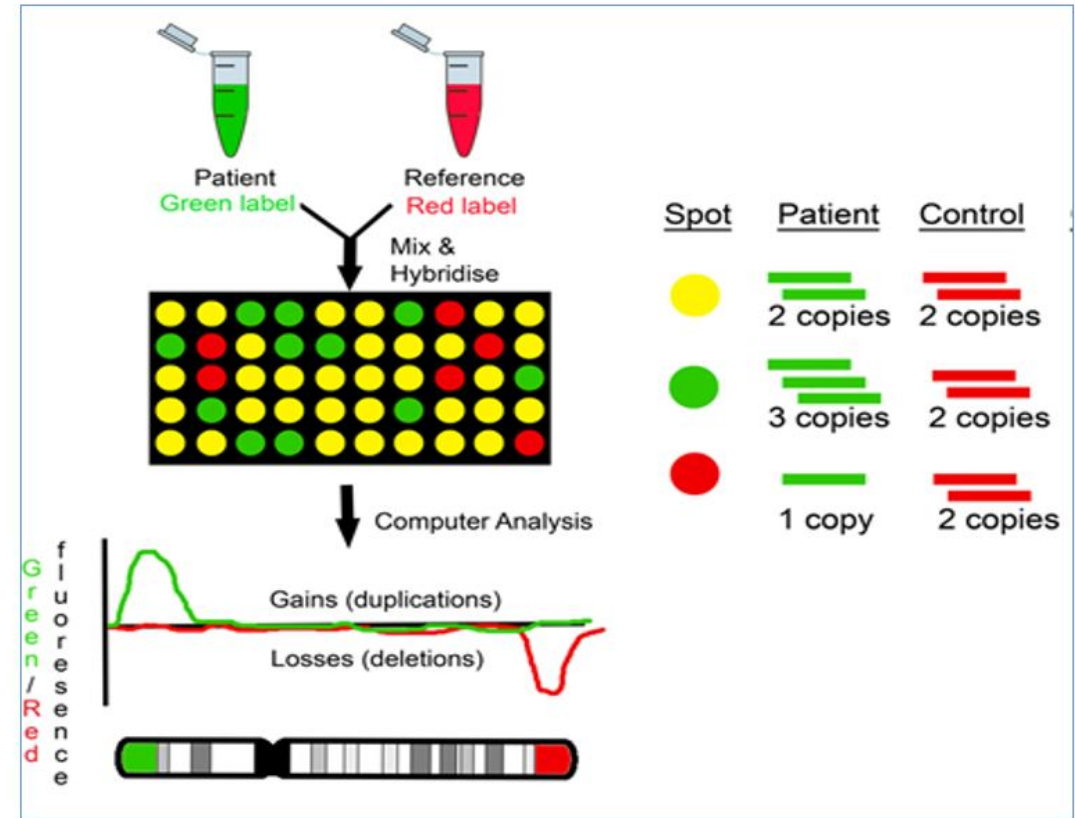 Patient
Green label
Reference
Red label
Mix &
Hybridise
Spot
Patient
Control
2 copies
2 copies
3 copies
2 copies
1 copy
2 copies
Computer Analysis
Green/Red
fluoresence
Gains (duplications)
Losses (deletions)